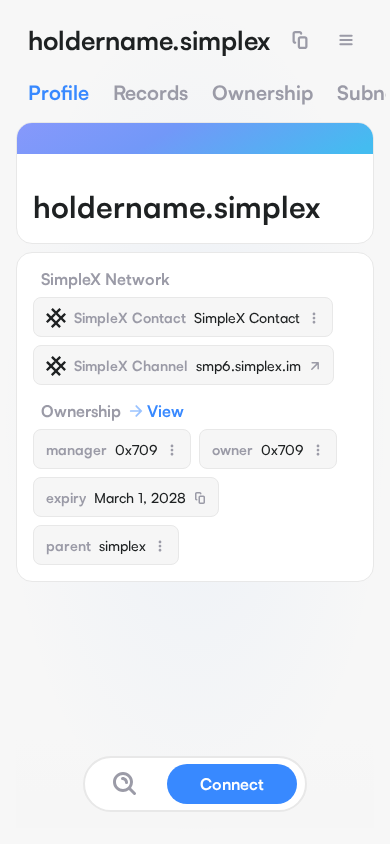 holdername.simplex
Profile Records Ownership Subn
holdername.simplex
SimpleX Network
SimpleX Contact SimpleX Contact
SimpleX Channel smp6.simplex.im
Ownership → View
manager 0x709 owner 0x709
expiry March 1, 2028
parent simplex
Connect